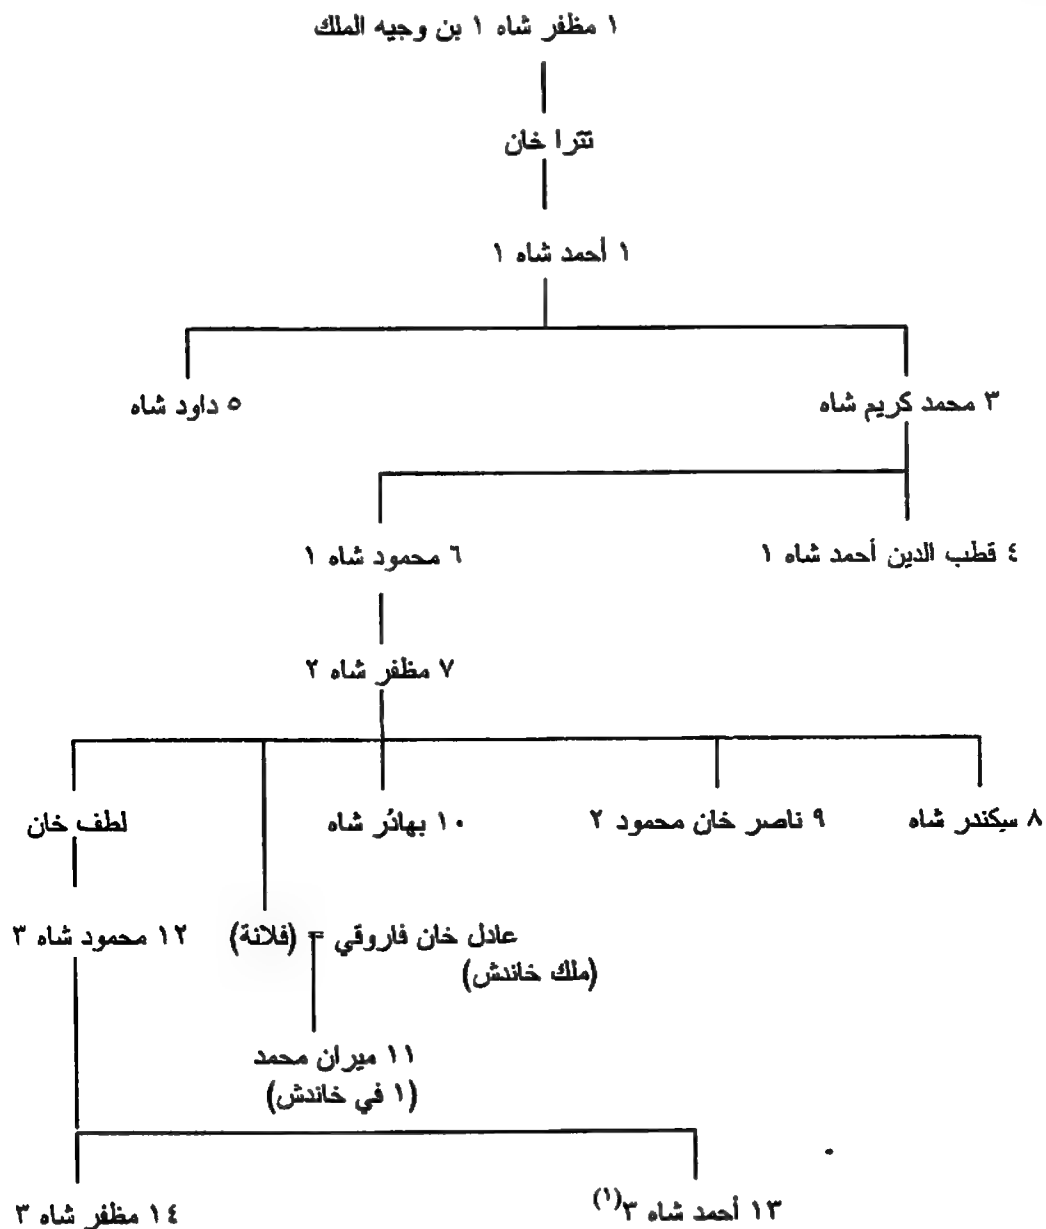 ١ مظفر شاه ١ بن وجيه الملك
تترا خان
١ أحمد شاه ١
٣ محمد كريم شاه
٥ داود شاه
٤ قطب الدين أحمد شاه ١
٦ محمود شاه ١
٧ مظفر شاه ٢
٨ سيكندر شاه
٩ ناصر خان محمود ٢
١٠ بهائر شاه
لطف خان
عادل خان فاروقي = (فلانة)
١٢ محمود شاه ٣
(ملك خاندش)
١١ ميران محمد
(١ في خاندش)
١٣ أحمد شاه ٣(١)
١٤ مظفر شاه ٣